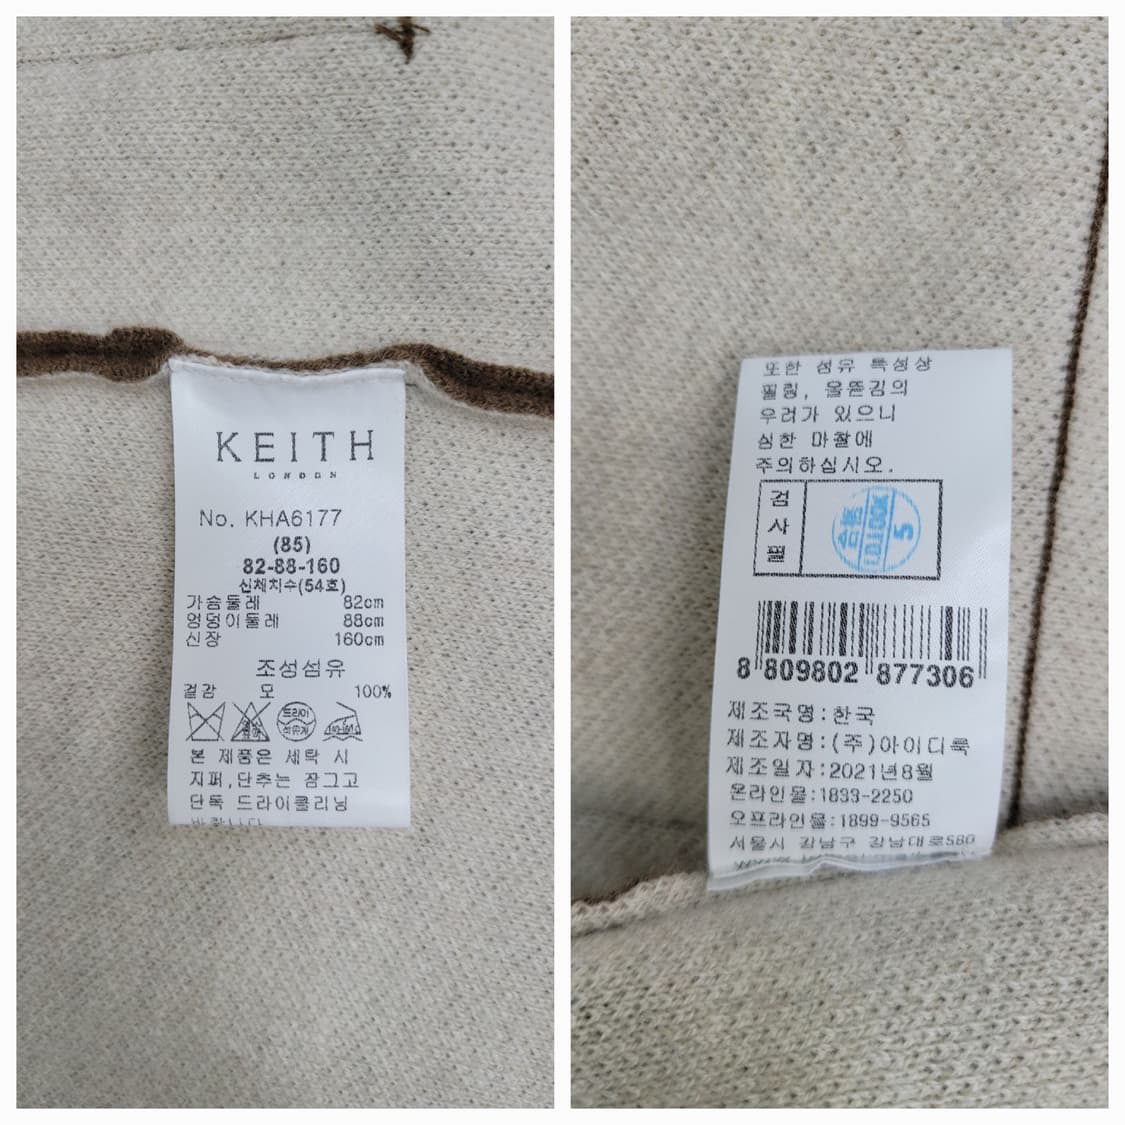 KEITH
LONDON
No. KHA6177
(85)
82-88-160
신체치수(54호)
가슴둘레 82cm
엉덩이둘레 88cm
신장 160cm
조성섬유
겉감 모 100%
드라이
석유계
본 제품은 세탁 시
지퍼,단추는 잠그고
단독 드라이클리닝
바랍니다
또한 섬유 특성상
필링, 올뜯김의
우려가 있으니
심한 마찰에
주의하십시오.
검
사
필
I.D.LOOK
5
8 809802 877306
제조국명:한국
제조자명:(주)아이디룩
제조일자:2021년8월
온라인몰:1833-2250
오프라인몰:1899-9565
서울시 강남구 강남대로580